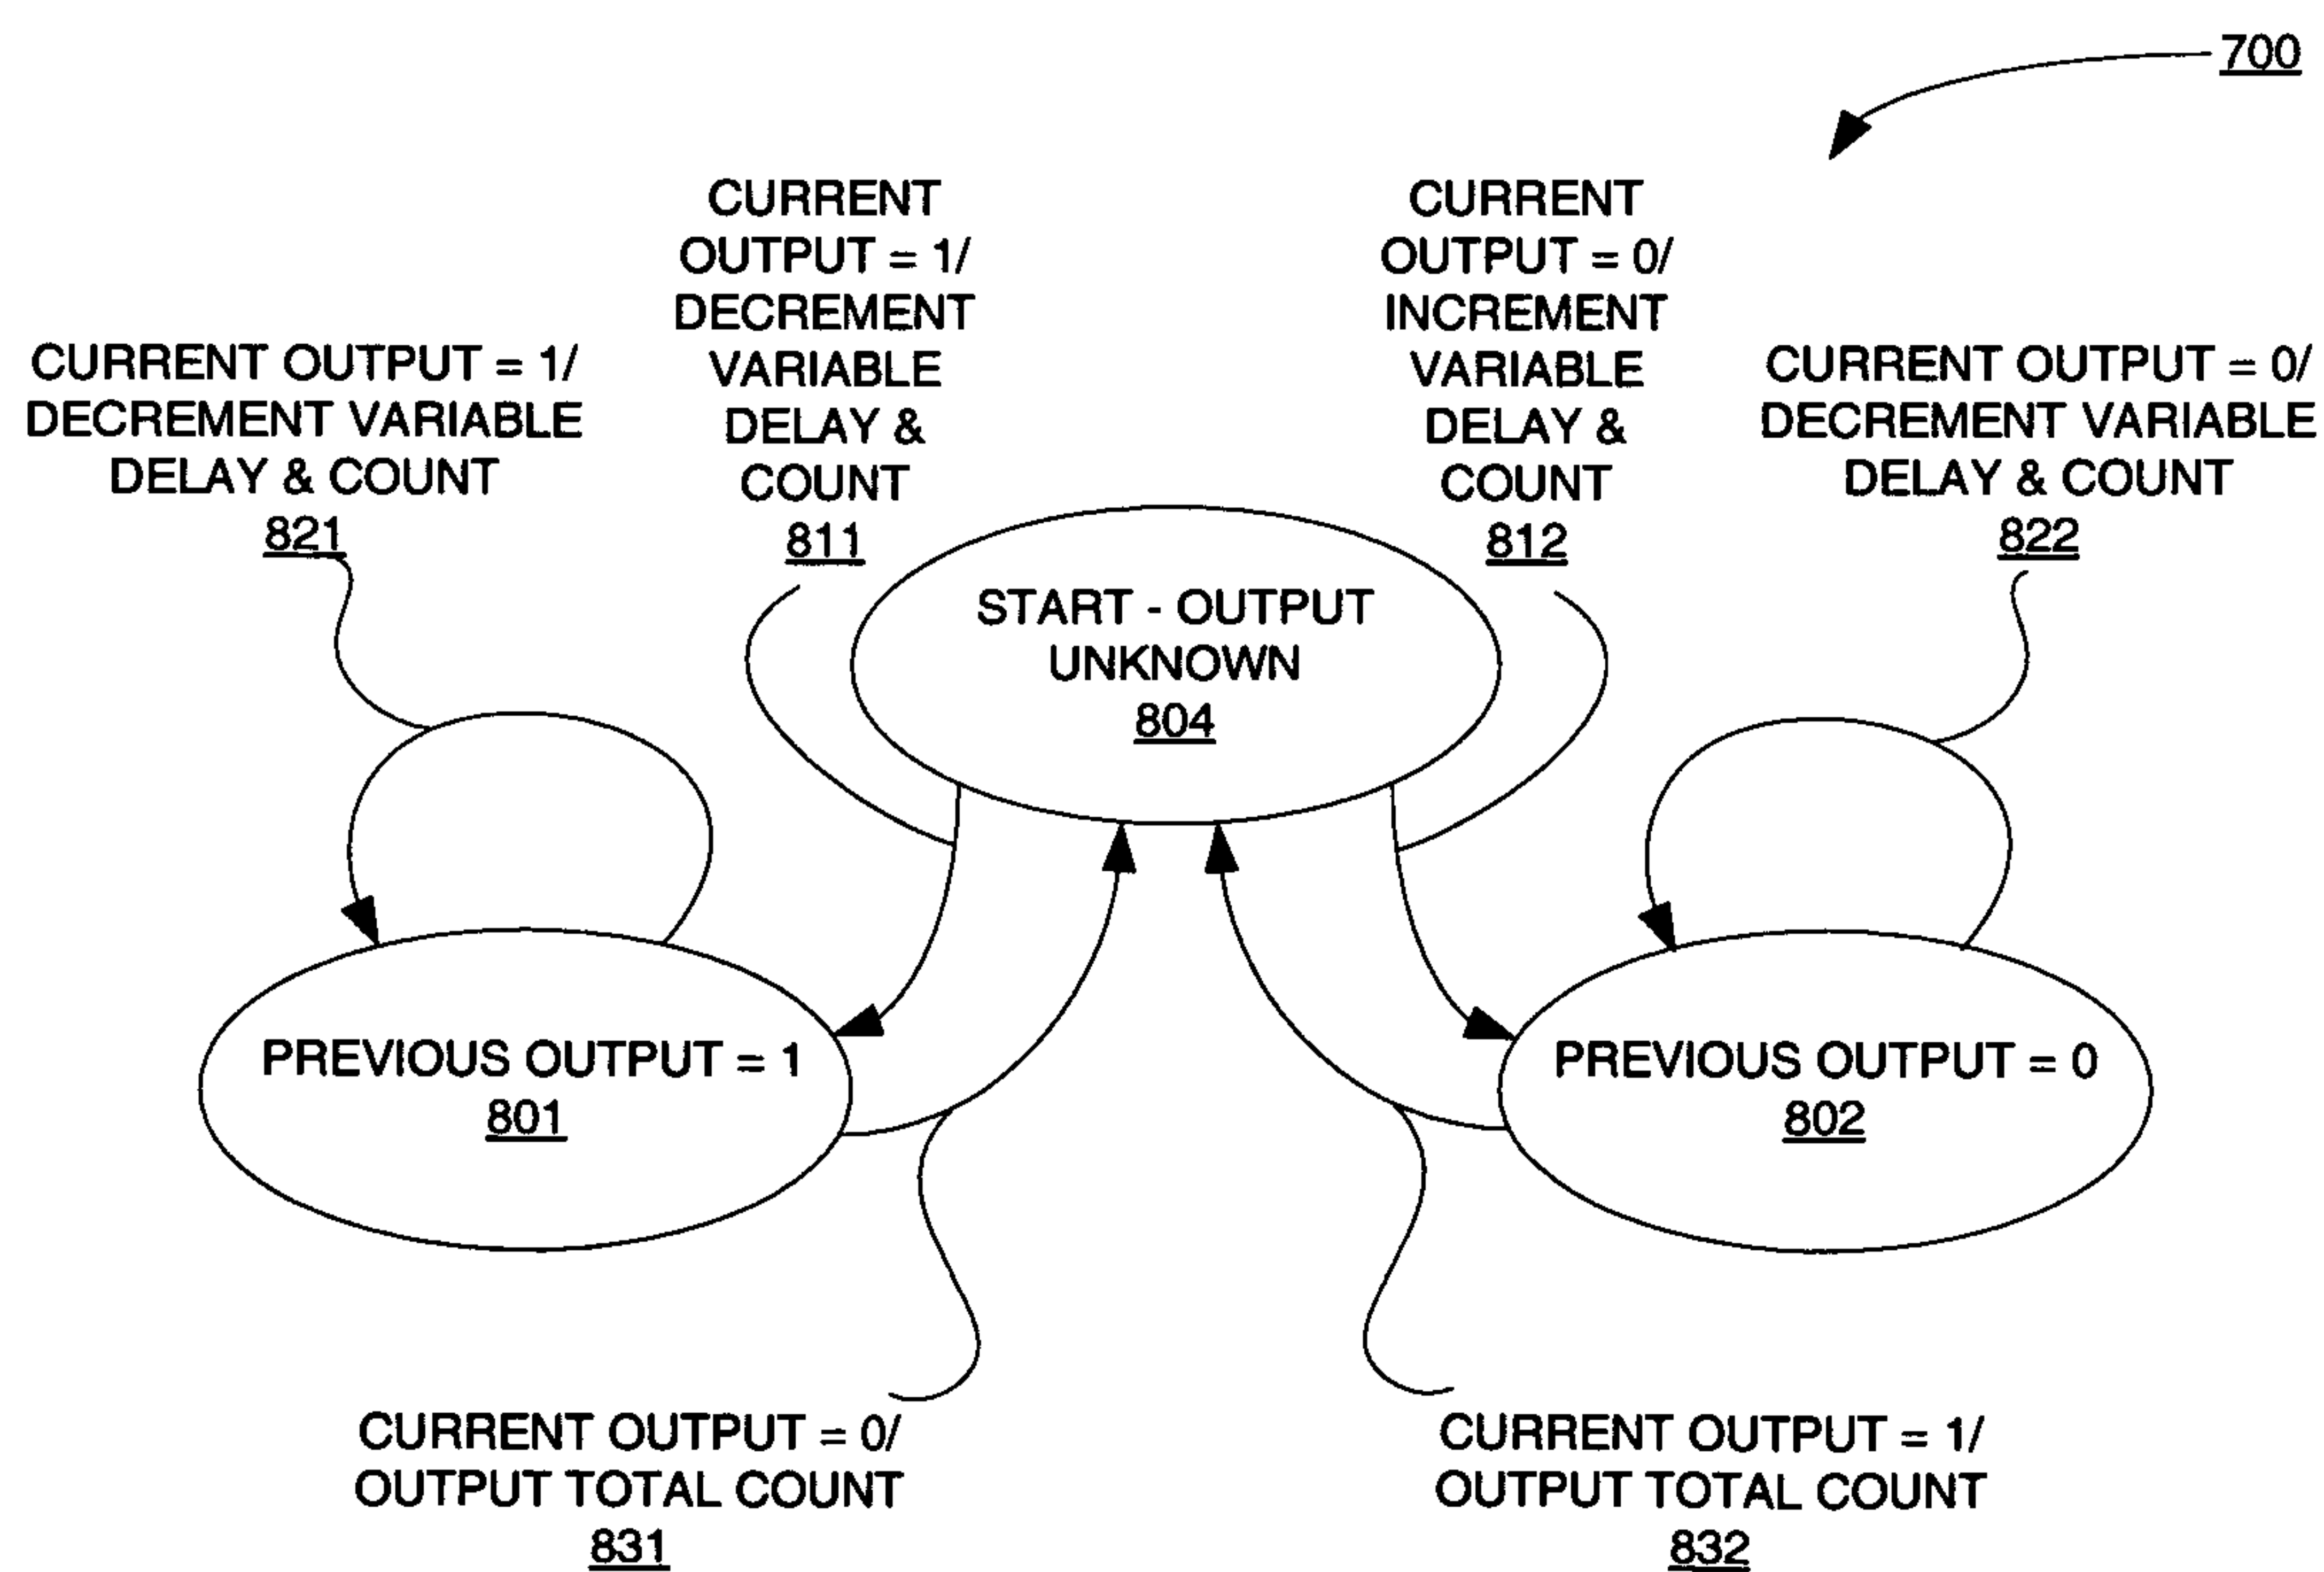 700
CURRENT
OUTPUT = 1/
DECREMENT
VARIABLE
DELAY &
COUNT
811
CURRENT
OUTPUT = 0/
INCREMENT
VARIABLE
DELAY &
COUNT
812
CURRENT OUTPUT = 1/
DECREMENT VARIABLE
DELAY & COUNT
821
CURRENT OUTPUT = 0/
DECREMENT VARIABLE
DELAY & COUNT
822
START - OUTPUT
UNKNOWN
804
PREVIOUS OUTPUT = 1
801
PREVIOUS OUTPUT = 0
802
CURRENT OUTPUT = 0/
OUTPUT TOTAL COUNT
831
CURRENT OUTPUT = 1/
OUTPUT TOTAL COUNT
832